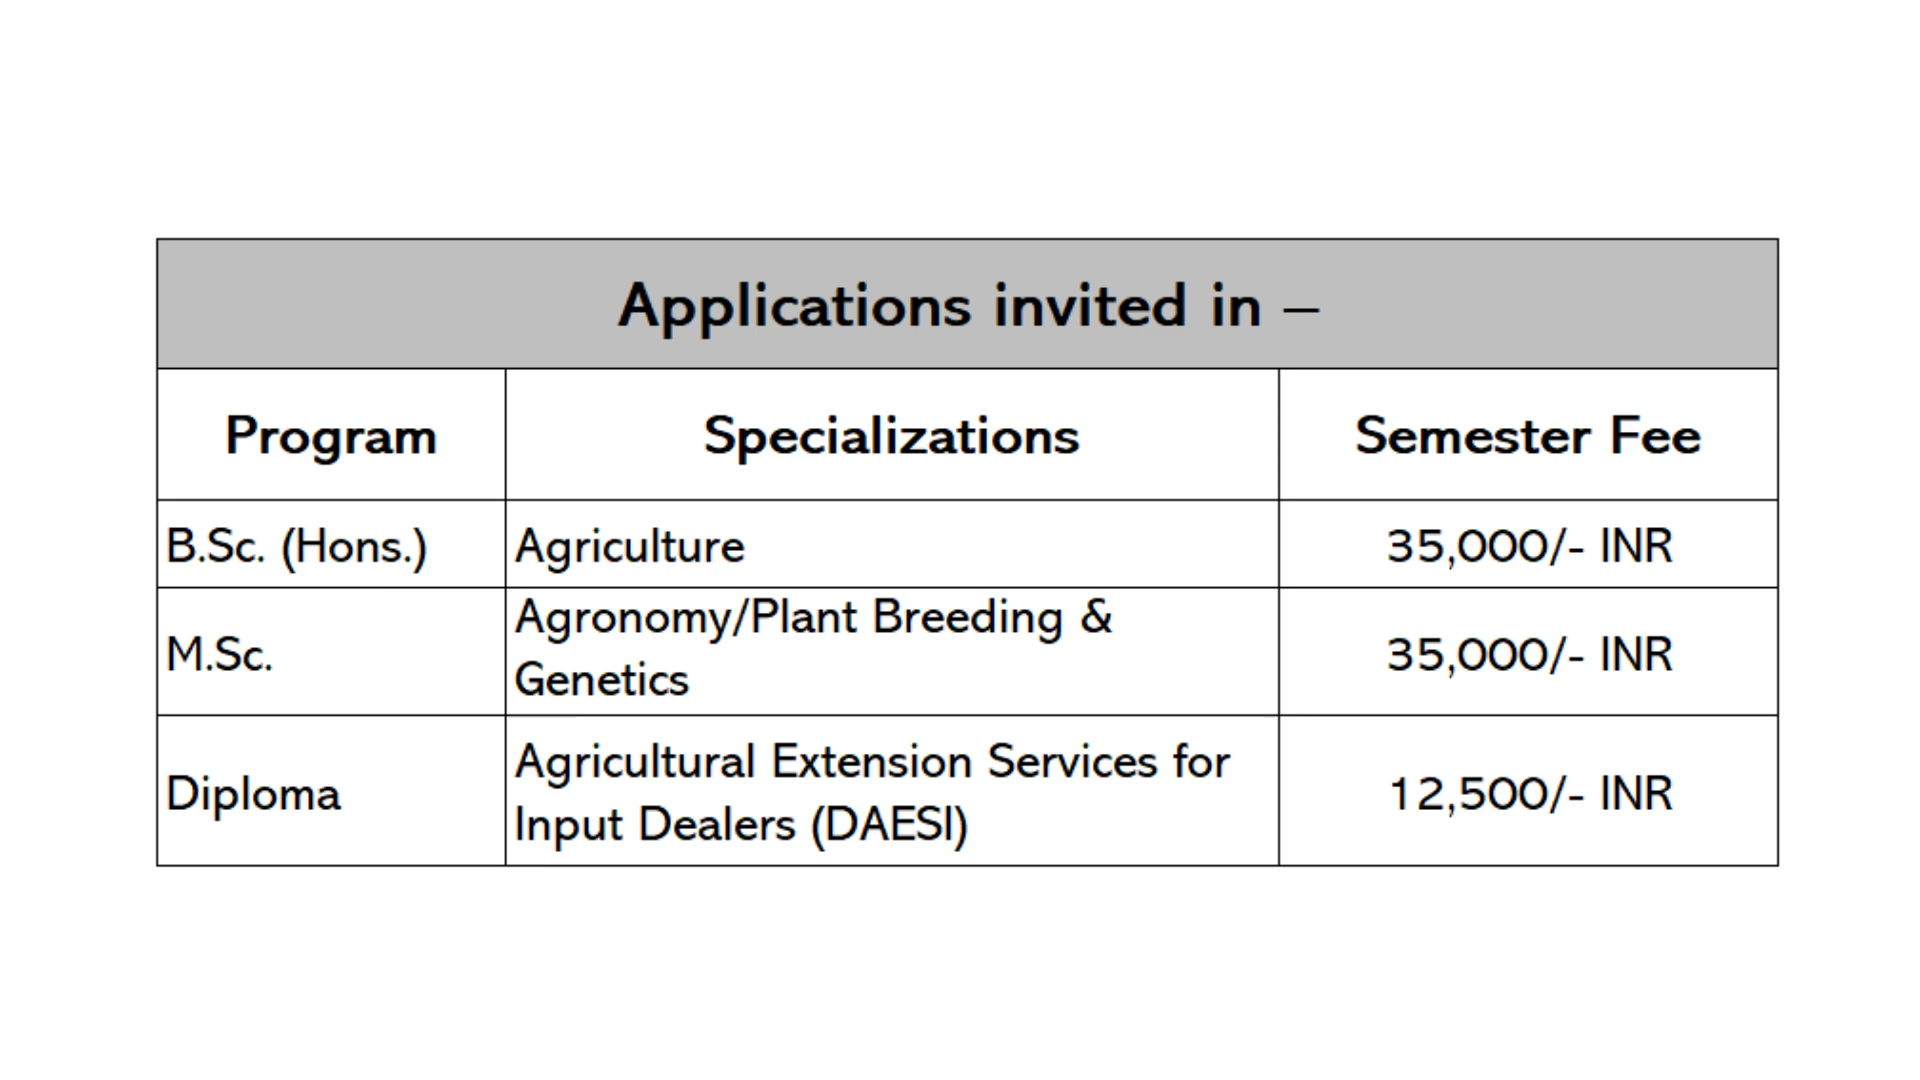 Applications invited in –
Program
Specializations
Semester Fee
B.Sc. (Hons.)
Agriculture
35,000/- INR
M.Sc.
Agronomy/Plant Breeding &
Genetics
35,000/- INR
Diploma
Agricultural Extension Services for
Input Dealers (DAESI)
12,500/- INR